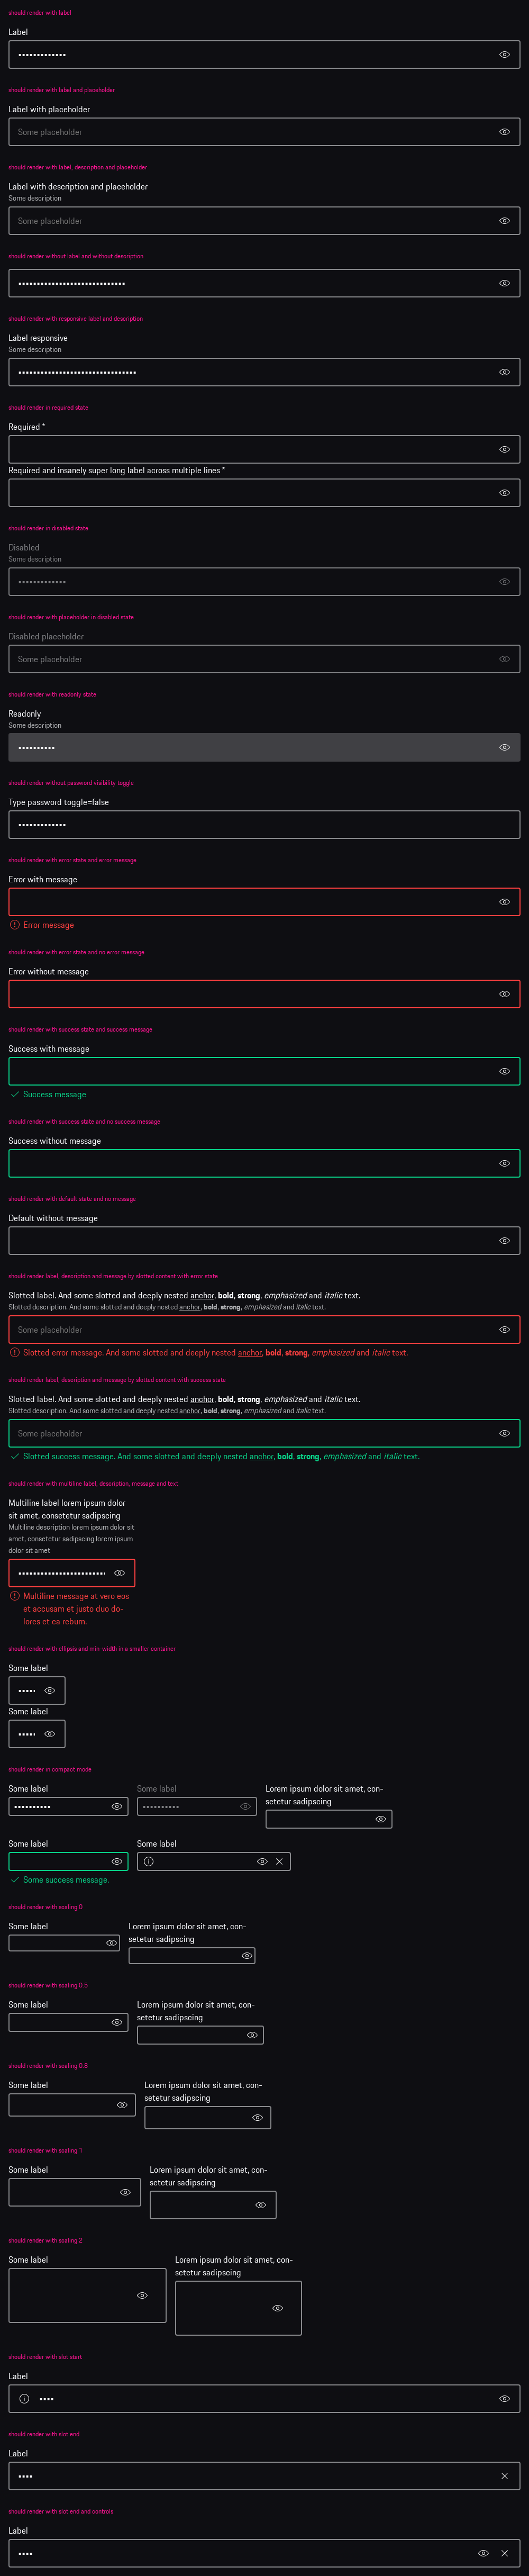 should render with label
Label
•••••••••••••
should render with label and placeholder
Label with placeholder
Some placeholder
should render with label, description and placeholder
Label with description and placeholder
Some description
Some placeholder
should render without label and without description
•••••••••••••••••••••••••••••
should render with responsive label and description
Label responsive
Some description
••••••••••••••••••••••••••••••••
should render in required state
Required *
Required and insanely super long label across multiple lines *
should render in disabled state
Disabled
Some description
•••••••••••••
should render with placeholder in disabled state
Disabled placeholder
Some placeholder
should render with readonly state
Readonly
Some description
••••••••••
should render without password visibility toggle
Type password toggle=false
•••••••••••••
should render with error state and error message
Error with message
Error message
should render with error state and no error message
Error without message
should render with success state and success message
Success with message
Success message
should render with success state and no success message
Success without message
should render with default state and no message
Default without message
should render label, description and message by slotted content with error state
Slotted label. And some slotted and deeply nested anchor, bold, strong, emphasized and italic text.
Slotted description. And some slotted and deeply nested anchor, bold, strong, emphasized and italic text.
Some placeholder
Slotted error message. And some slotted and deeply nested anchor, bold, strong, emphasized and italic text.
should render label, description and message by slotted content with success state
Slotted label. And some slotted and deeply nested anchor, bold, strong, emphasized and italic text.
Slotted description. And some slotted and deeply nested anchor, bold, strong, emphasized and italic text.
Some placeholder
Slotted success message. And some slotted and deeply nested anchor, bold, strong, emphasized and italic text.
should render with multiline label, description, message and text
Multiline label lorem ipsum dolor
sit amet, consetetur sadipscing
Multiline description lorem ipsum dolor sit
amet, consetetur sadipscing lorem ipsum
dolor sit amet
••••••••••••••••••••••••
Multiline message at vero eos
et accusam et justo duo do-
lores et ea rebum.
should render with ellipsis and min-width in a smaller container
Some label
•••••
Some label
•••••
should render in compact mode
Some label
••••••••••
Some label
••••••••••
Lorem ipsum dolor sit amet, con-
setetur sadipscing
Some label
Some success message.
Some label
should render with scaling 0
Some label
Lorem ipsum dolor sit amet, con-
setetur sadipscing
should render with scaling 0.5
Some label
Lorem ipsum dolor sit amet, con-
setetur sadipscing
should render with scaling 0.8
Some label
Lorem ipsum dolor sit amet, con-
setetur sadipscing
should render with scaling 1
Some label
Lorem ipsum dolor sit amet, con-
setetur sadipscing
should render with scaling 2
Some label
Lorem ipsum dolor sit amet, con-
setetur sadipscing
should render with slot start
Label
••••
should render with slot end
Label
••••
should render with slot end and controls
Label
••••